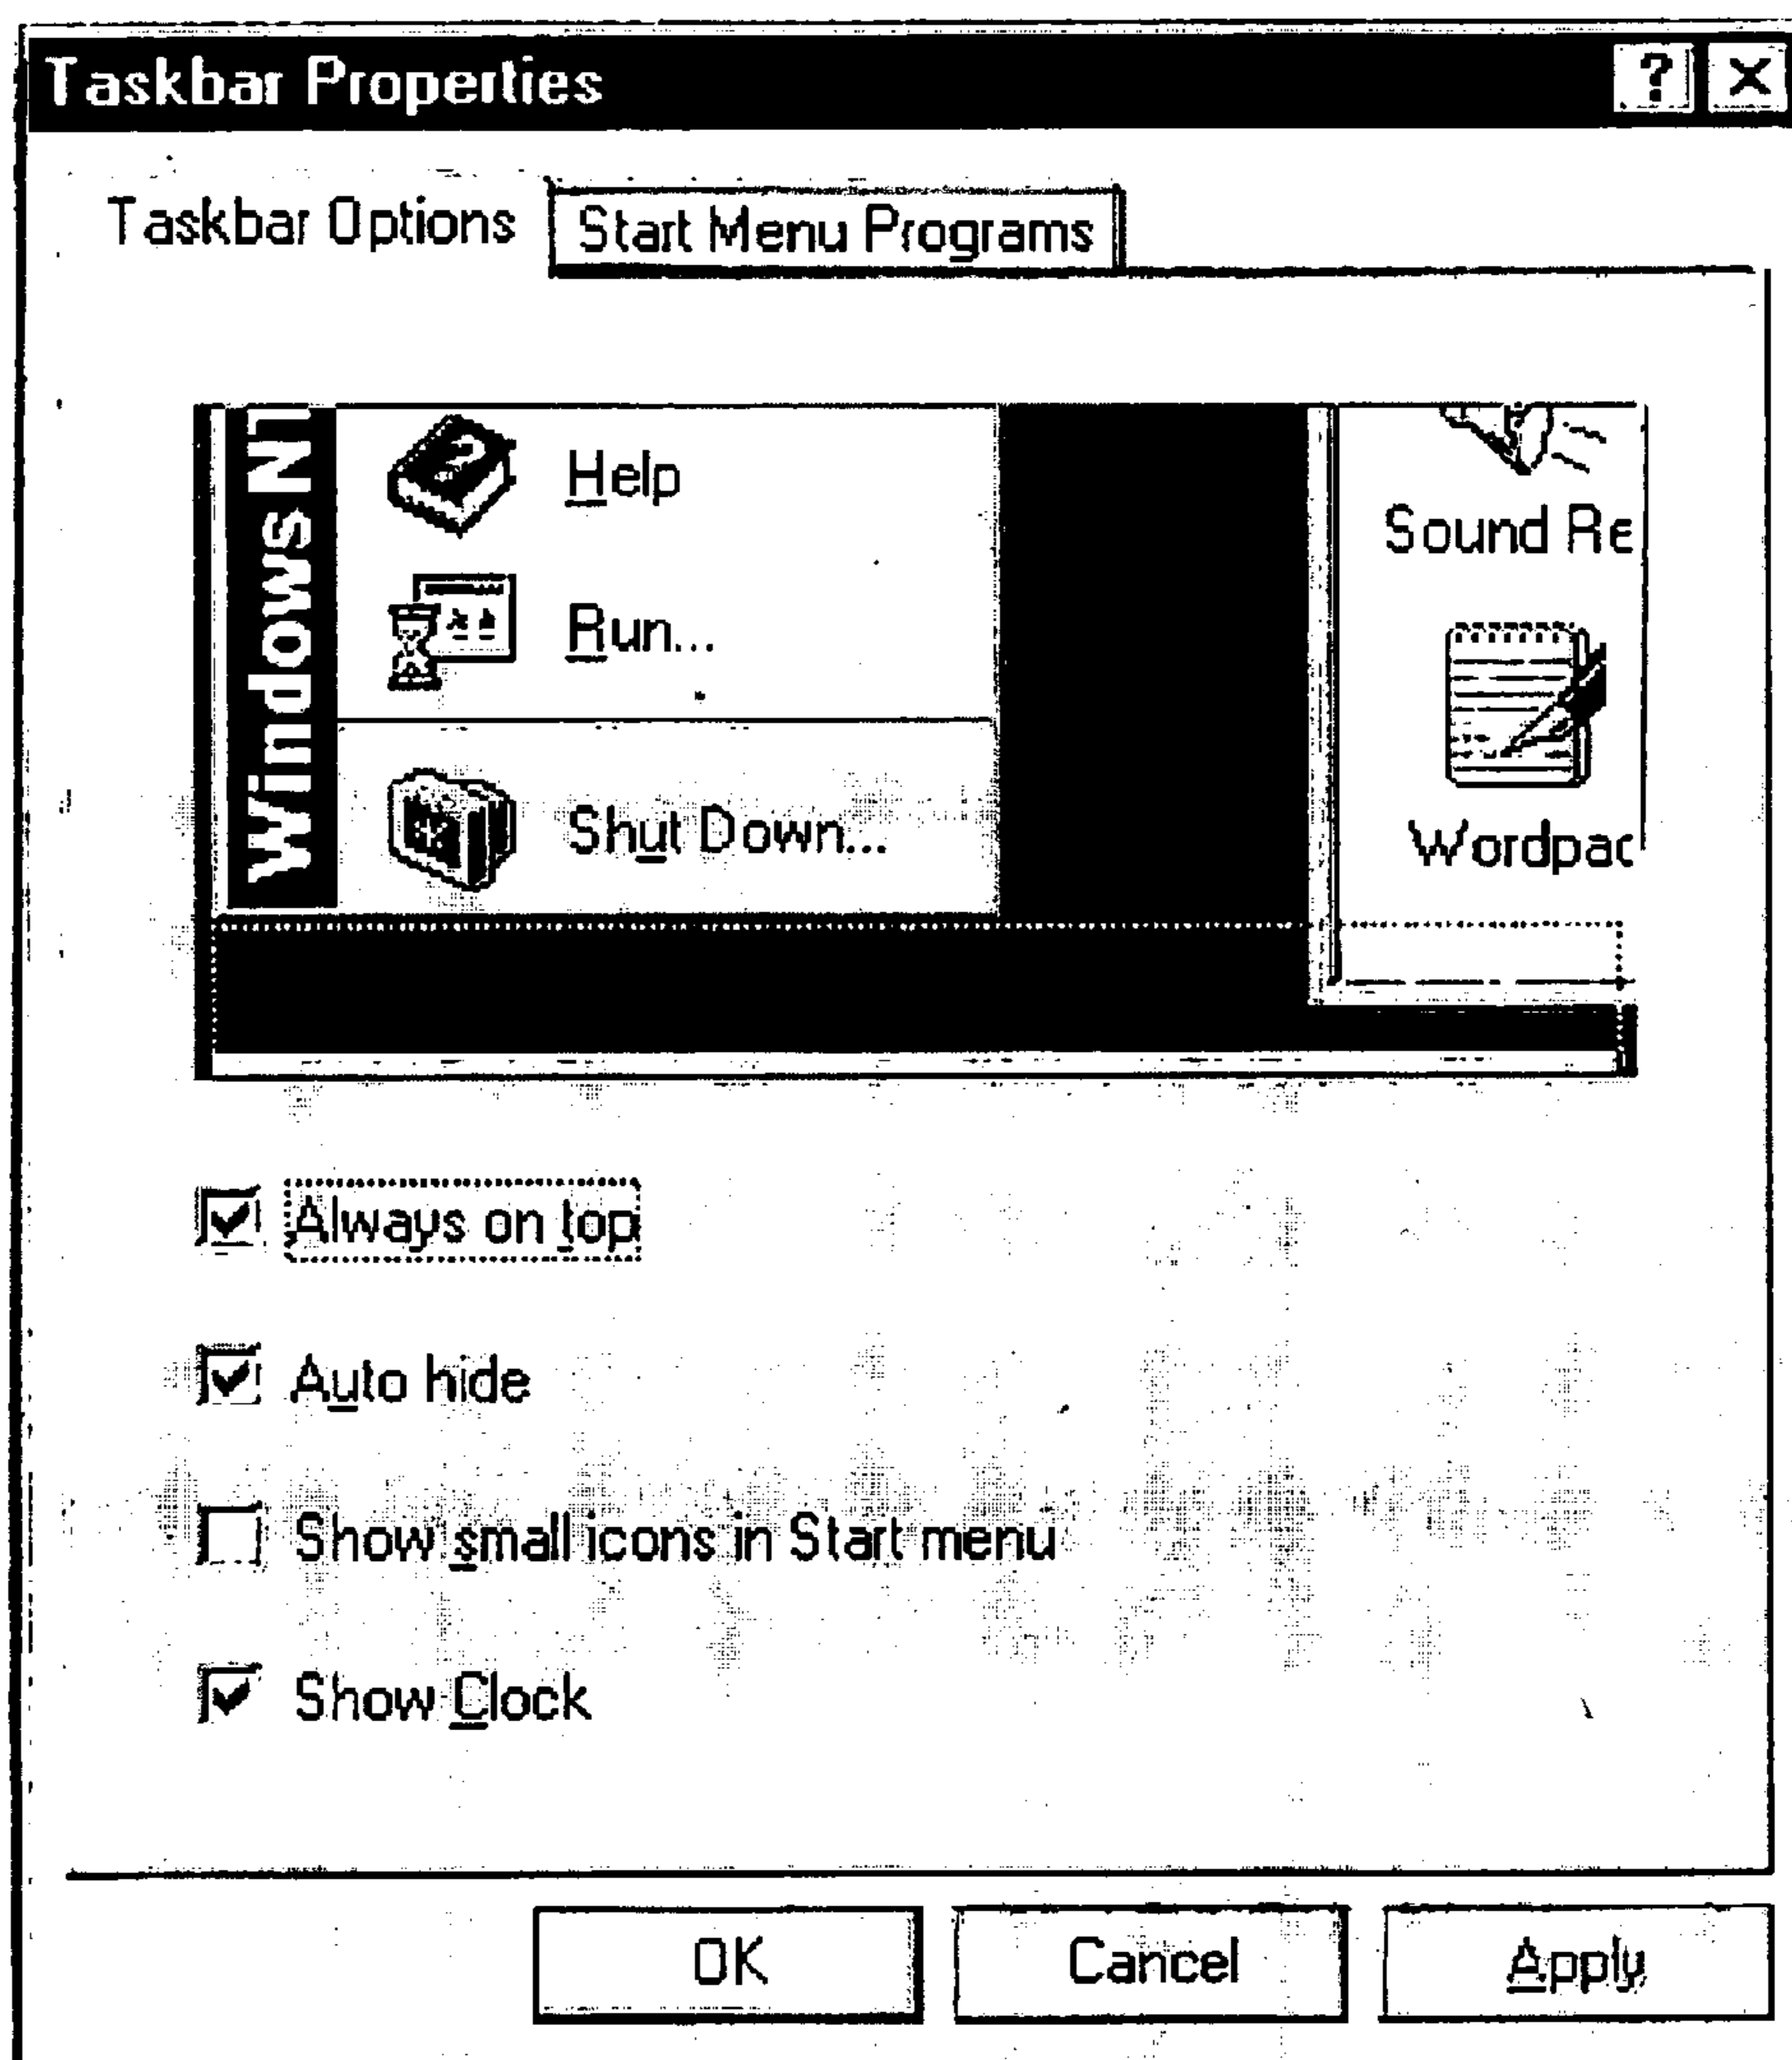 Taskbar Properties
Taskbar Options
Start Menu Programs
Windows NT
Help
Run...
Shut Down...
Sound Re
Wordpad
Always on top
Auto hide
Show small icons in Start menu
Show Clock
OK
Cancel
Apply